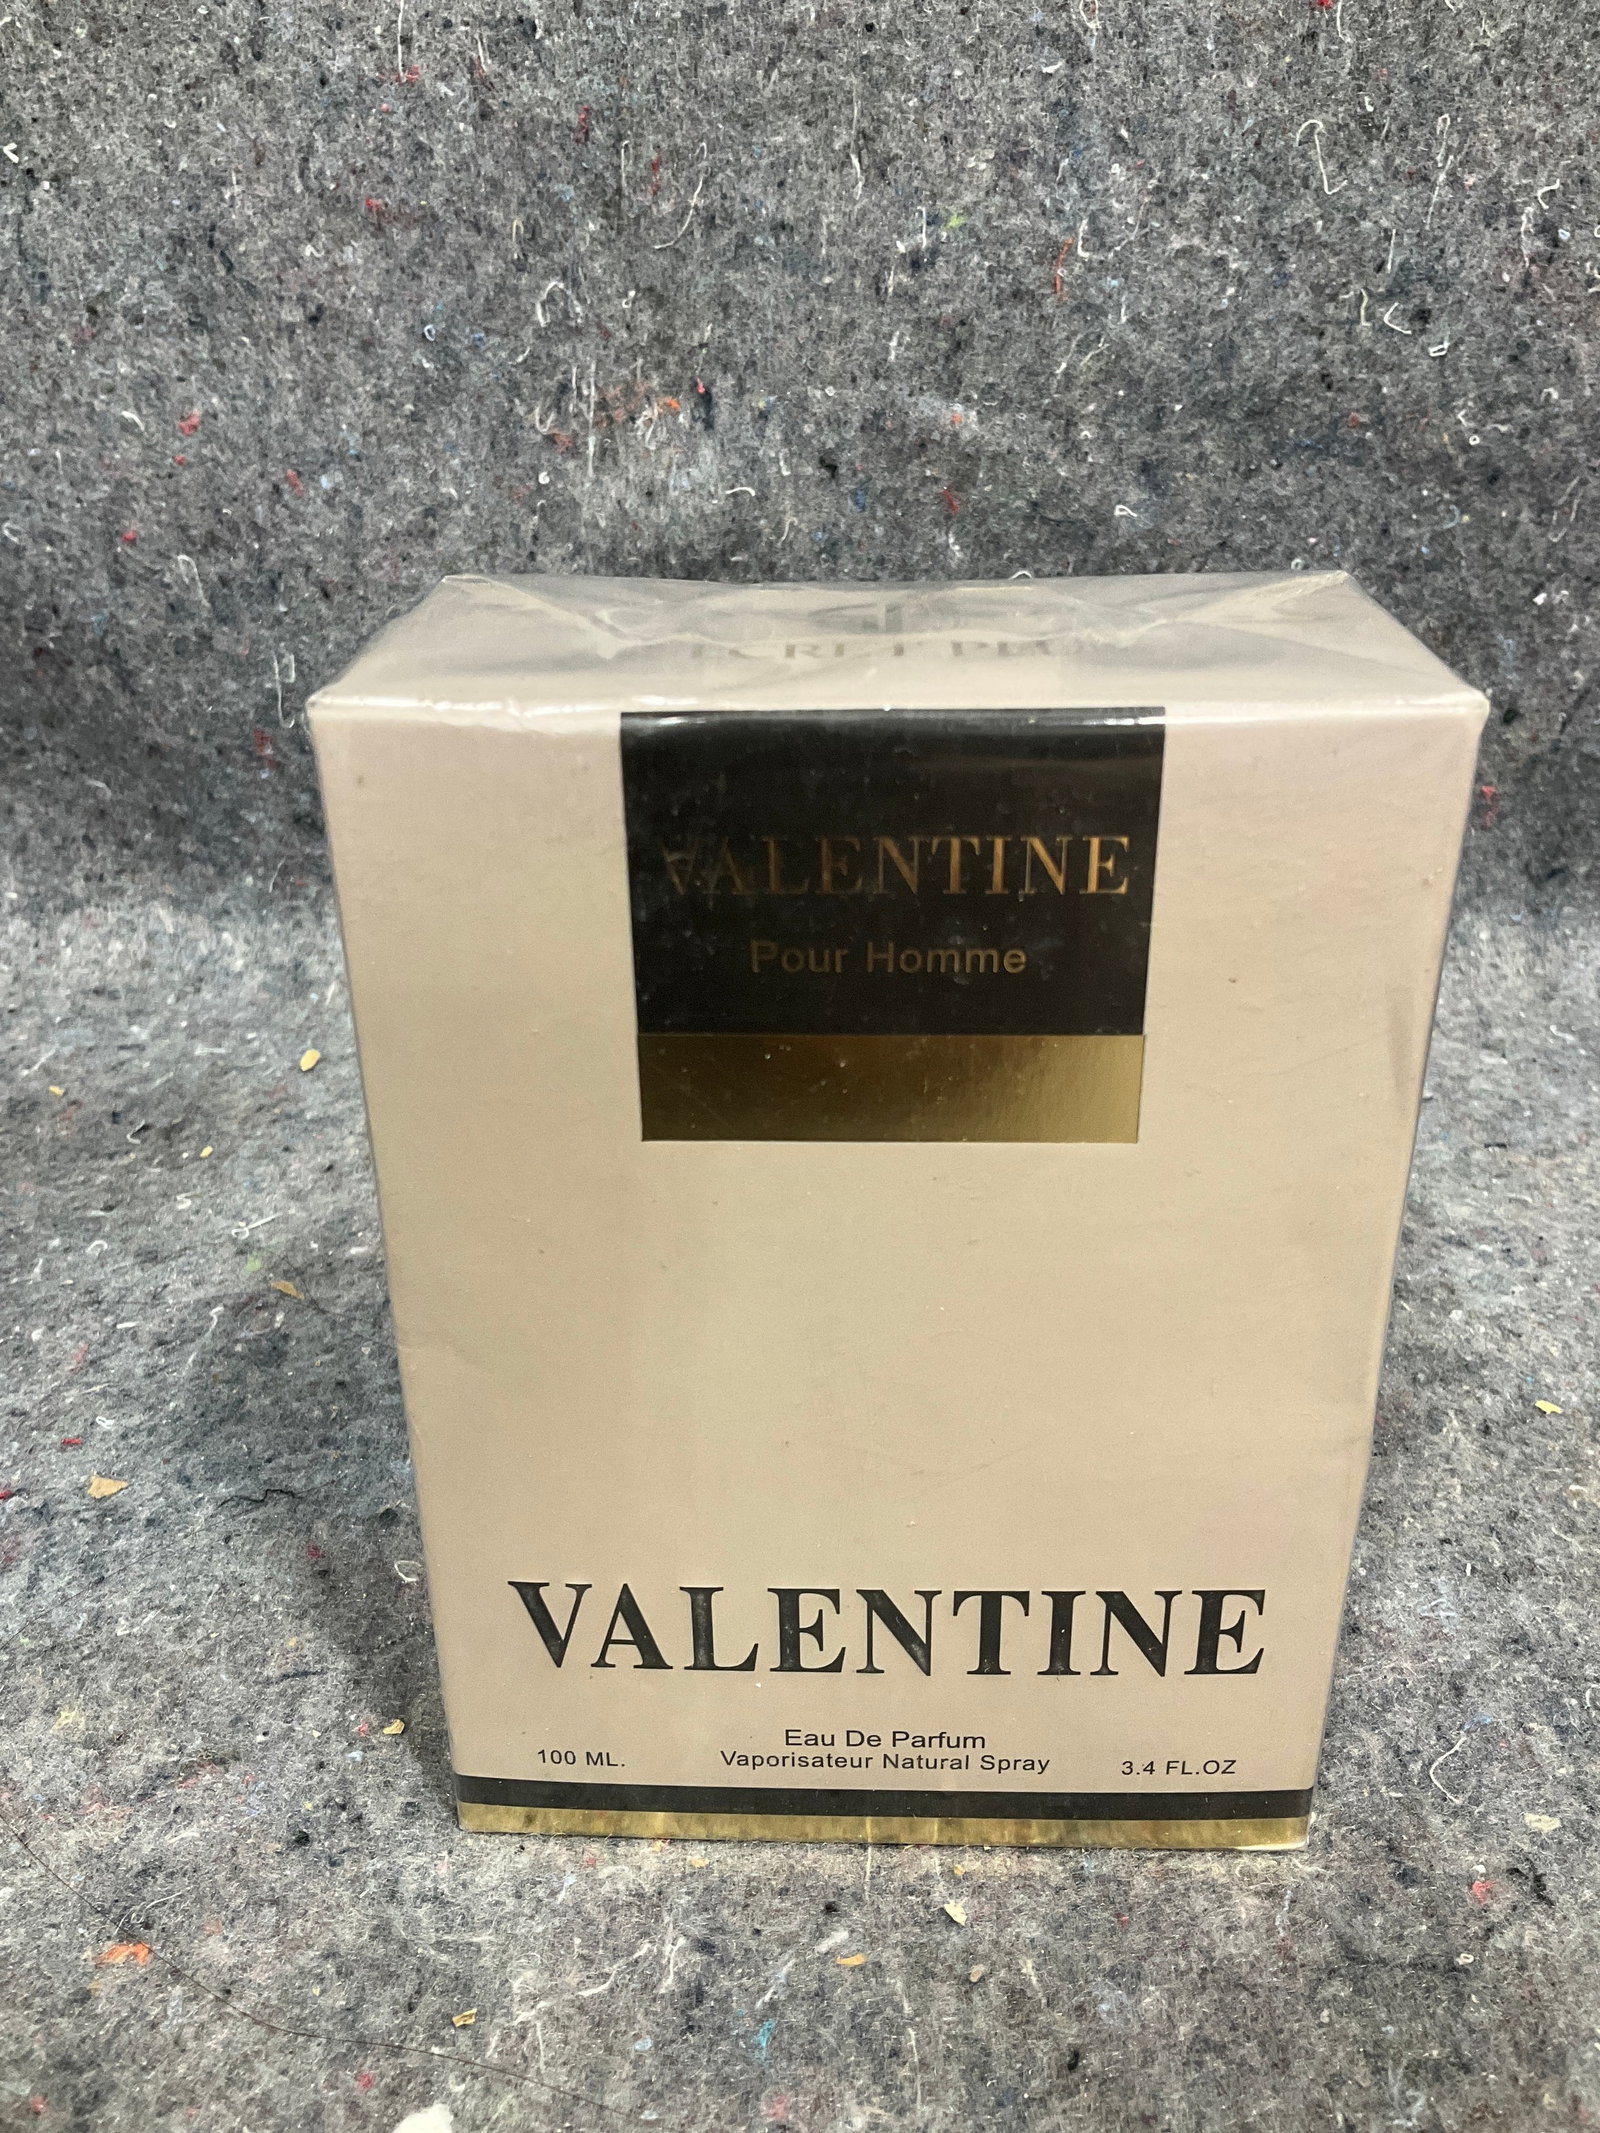 VALENTINE
Pour Homme
VALENTINE
Eau De Parfum
100 ML. Vaporisateur Natural Spray 3.4 FL.OZ